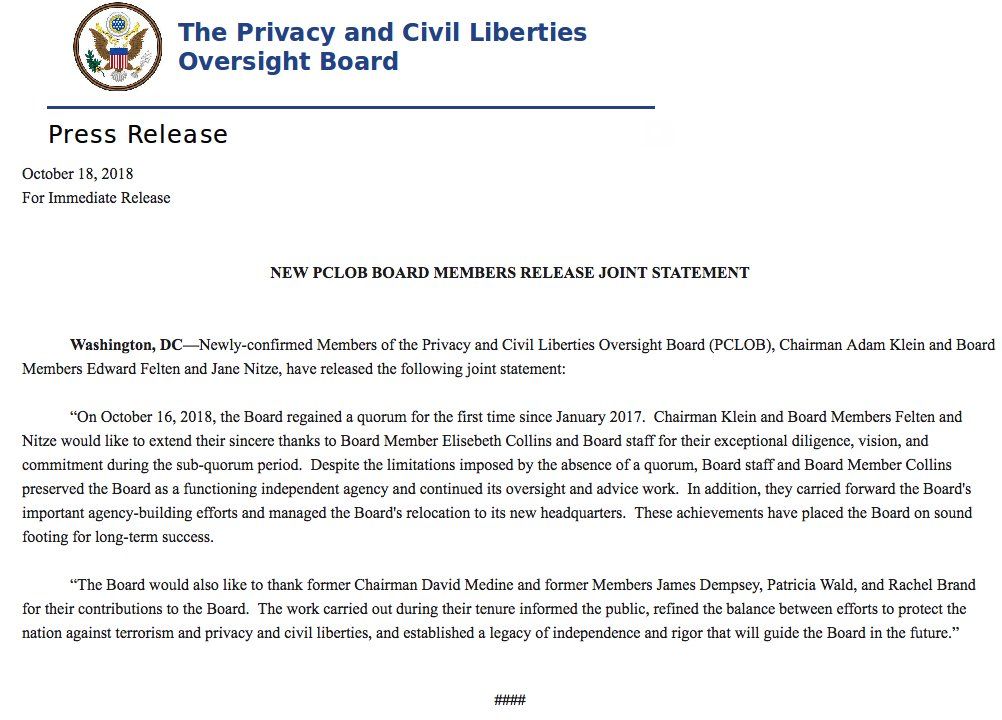 The Privacy and Civil Liberties
Oversight Board
Press Release
October 18, 2018
For Immediate Release
NEW PCLOB BOARD MEMBERS RELEASE JOINT STATEMENT
Washington, DC—Newly-confirmed Members of the Privacy and Civil Liberties Oversight Board (PCLOB), Chairman Adam Klein and Board
Members Edward Felten and Jane Nitze, have released the following joint statement:
“On October 16, 2018, the Board regained a quorum for the first time since January 2017.  Chairman Klein and Board Members Felten and
Nitze would like to extend their sincere thanks to Board Member Elisebeth Collins and Board staff for their exceptional diligence, vision, and
commitment during the sub-quorum period.  Despite the limitations imposed by the absence of a quorum, Board staff and Board Member Collins
preserved the Board as a functioning independent agency and continued its oversight and advice work.  In addition, they carried forward the Board's
important agency-building efforts and managed the Board's relocation to its new headquarters.  These achievements have placed the Board on sound
footing for long-term success.
“The Board would also like to thank former Chairman David Medine and former Members James Dempsey, Patricia Wald, and Rachel Brand
for their contributions to the Board.  The work carried out during their tenure informed the public, refined the balance between efforts to protect the
nation against terrorism and privacy and civil liberties, and established a legacy of independence and rigor that will guide the Board in the future.”
####